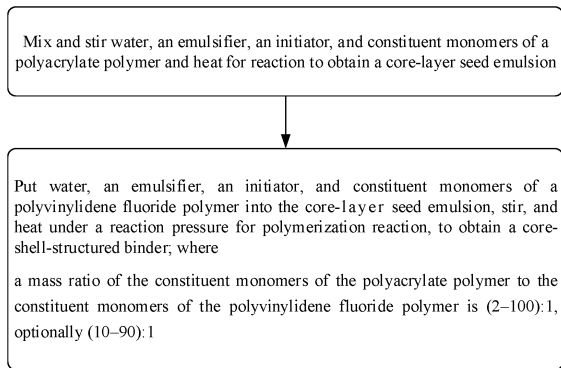 Mix and stir water, an emulsifier, an initiator, and constituent monomers of a
polyacrylate polymer and heat for reaction to obtain a core-layer seed emulsion
Put water, an emulsifier, an initiator, and constituent monomers of a
polyvinylidene fluoride polymer into the core-layer seed emulsion, stir, and
heat under a reaction pressure for polymerization reaction, to obtain a core-
shell-structured binder; where
a mass ratio of the constituent monomers of the polyacrylate polymer to the
constituent monomers of the polyvinylidene fluoride polymer is (2–100):1,
optionally (10–90):1